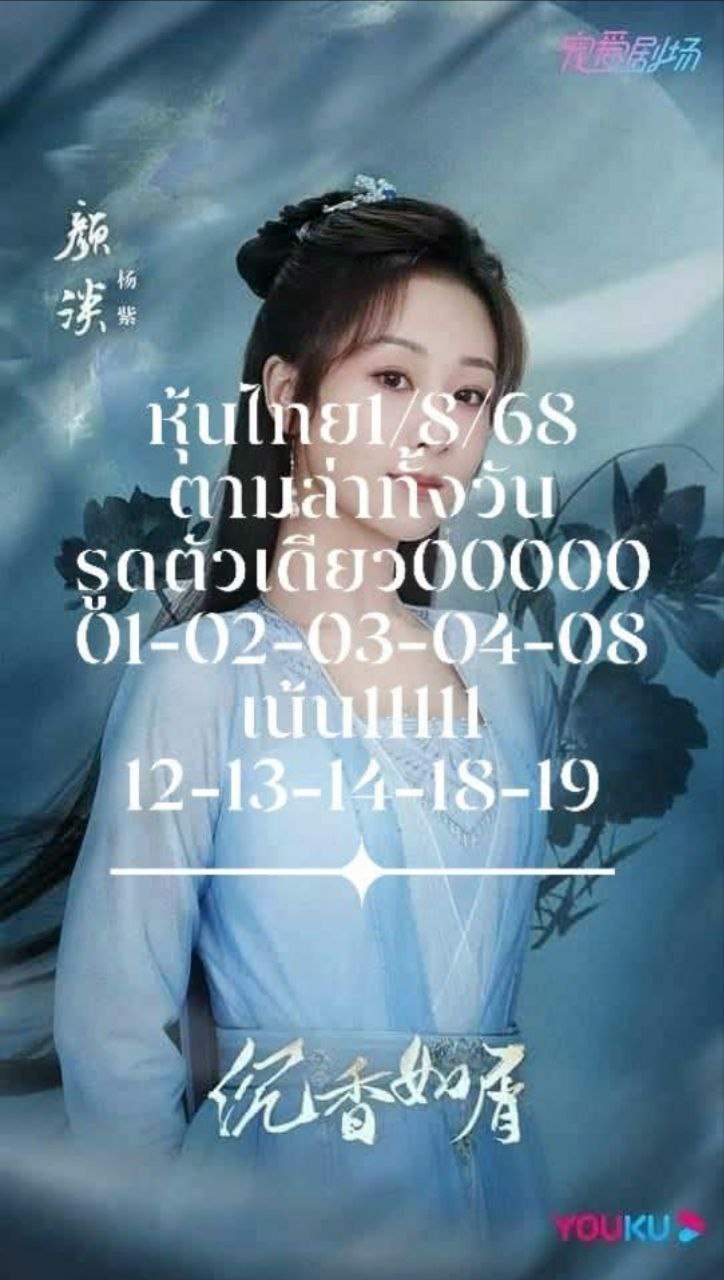 宠爱剧场
颜淡
杨紫
หุ้นไทย1/8/68
ตามล่าทั้งวัน
รูดตัวเดียว00000
01-02-03-04-08
เน้น11111
12-13-14-18-19
沉香如屑
YOUKU